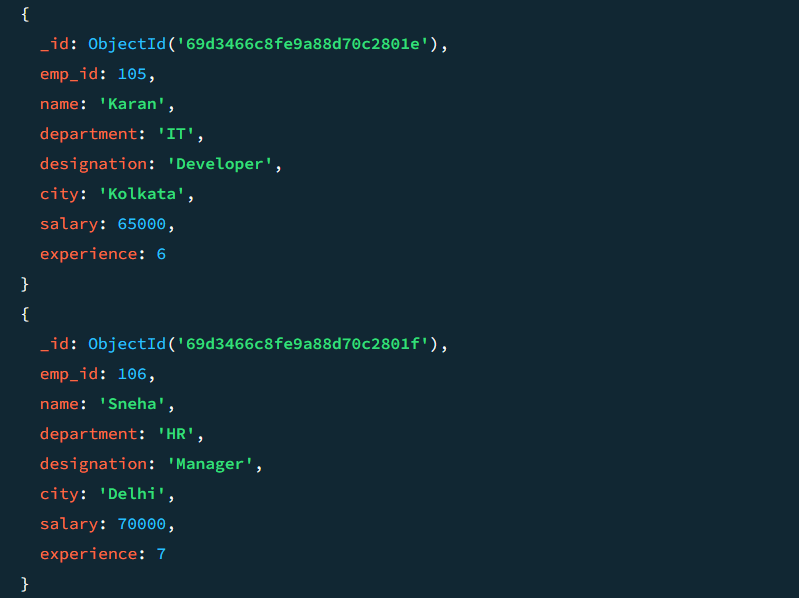 {
  _id: ObjectId('69d3466c8fe9a88d70c2801e'),
  emp_id: 105,
  name: 'Karan',
  department: 'IT',
  designation: 'Developer',
  city: 'Kolkata',
  salary: 65000,
  experience: 6
}
{
  _id: ObjectId('69d3466c8fe9a88d70c2801f'),
  emp_id: 106,
  name: 'Sneha',
  department: 'HR',
  designation: 'Manager',
  city: 'Delhi',
  salary: 70000,
  experience: 7
}